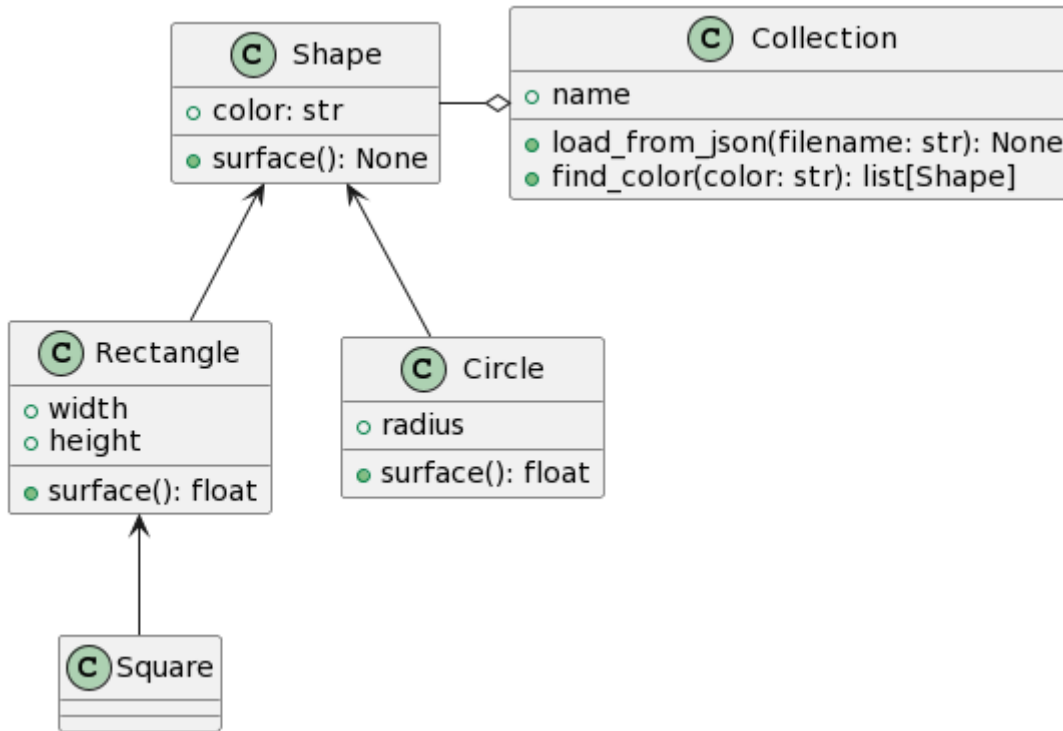 C Shape
color: str
surface(): None
C Collection
name
load_from_json(filename: str): None
find_color(color: str): list[Shape]
C Rectangle
width
height
surface(): float
C Circle
radius
surface(): float
C Square